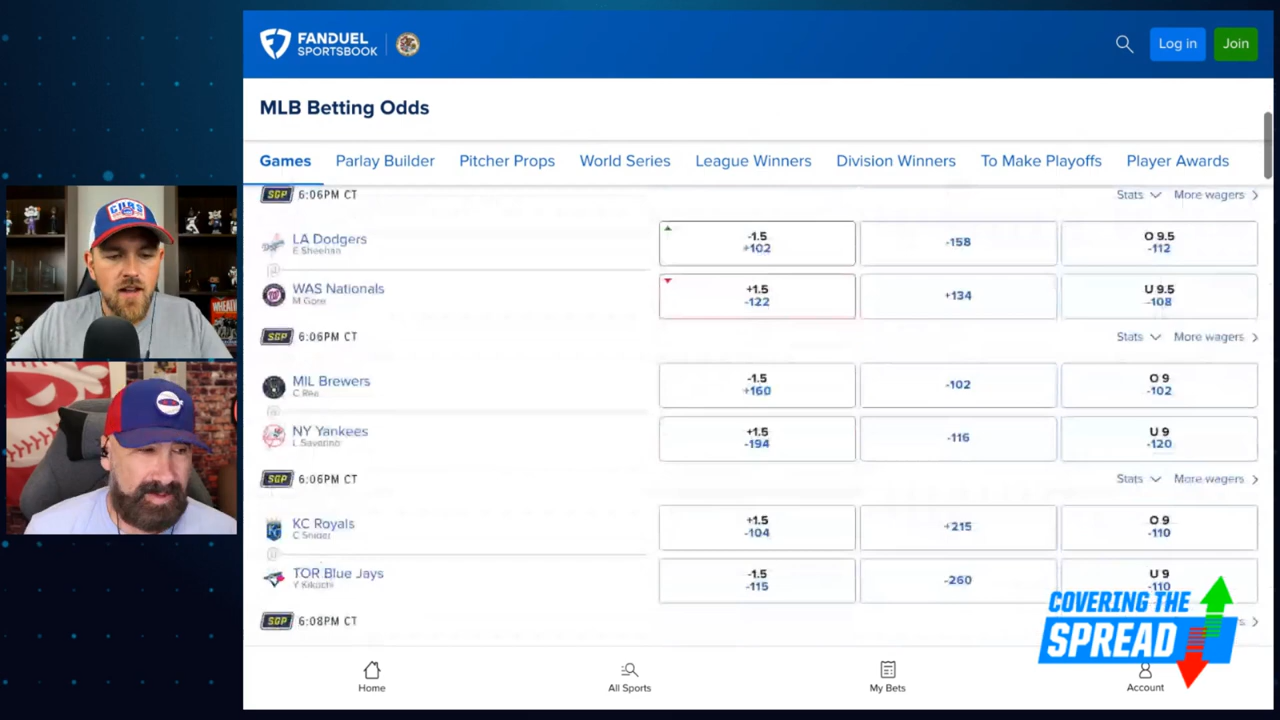 FANDUEL
SPORTSBOOK
Log in
Join
MLB Betting Odds
Games Parlay Builder Pitcher Props World Series League Winners Division Winners To Make Playoffs Player Awards
SGP 6:06PM CT Stats More wagers
LA Dodgers
E Sheehan
-1.5
+102
-158
O 9.5
-112
@
WAS Nationals
M Gore
+1.5
-122
+134
U 9.5
-108
SGP 6:06PM CT Stats More wagers
MIL Brewers
C Rea
-1.5
+160
-102
O 9
-102
@
NY Yankees
L Severino
+1.5
-194
-116
U 9
-120
SGP 6:06PM CT Stats More wagers
KC Royals
+1.5
-104
+215
O 9
-110
@
TOR Blue Jays
Y Kikuchi
-1.5
-115
-260
U 9
-110
SGP 6:08PM CT
Home
All Sports
My Bets
Account
COVERING THE
SPREAD
CUBS